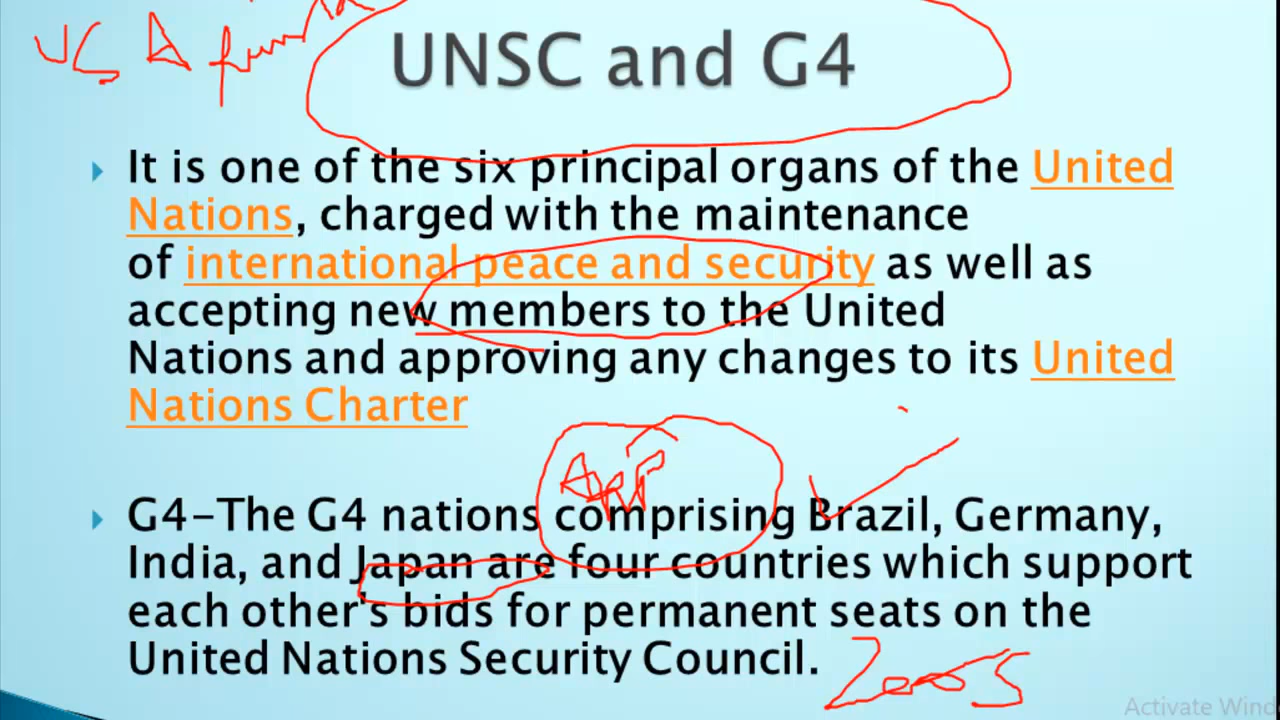 USA fund
UNSC and G4
It is one of the six principal organs of the United
Nations, charged with the maintenance
of international peace and security as well as
accepting new members to the United
Nations and approving any changes to its United
Nations Charter
G4-The G4 nations comprising Brazil, Germany,
India, and Japan are four countries which support
each other's bids for permanent seats on the
United Nations Security Council.
2005
Activate Wind